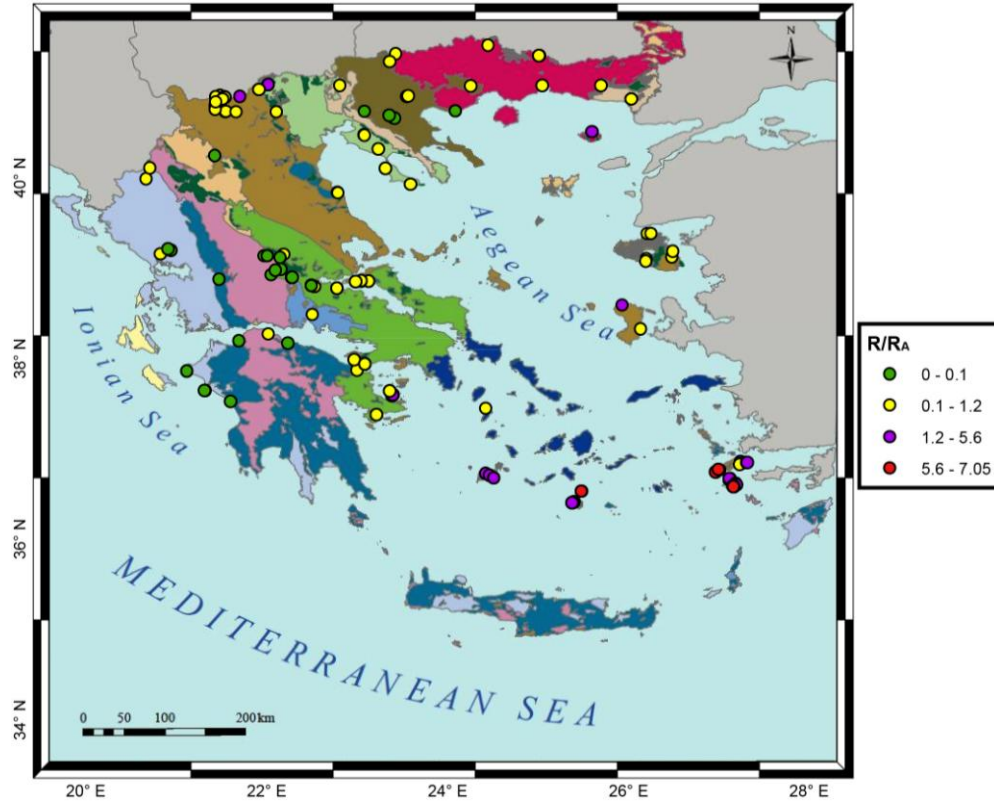 N
40° N
38° N
36° N
34° N
Aegean Sea
Ionian Sea
MEDITERRANEAN SEA
0 50 100 200 km
20° E 22° E 24° E 26° E 28° E
R/RA
0 - 0.1
0.1 - 1.2
1.2 - 5.6
5.6 - 7.05